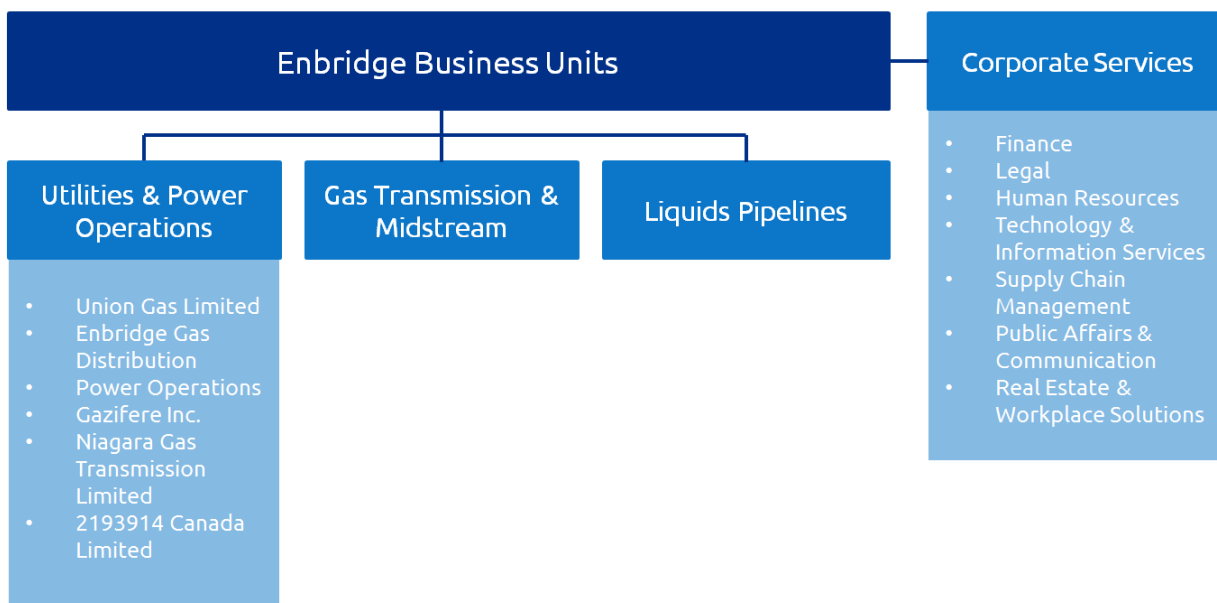 Enbridge Business Units
Corporate Services
• Finance
• Legal
• Human Resources
• Technology &
Information Services
• Supply Chain
Management
• Public Affairs &
Communication
• Real Estate &
Workplace Solutions
Utilities & Power
Operations
• Union Gas Limited
• Enbridge Gas
Distribution
• Power Operations
• Gazifere Inc.
• Niagara Gas
Transmission
Limited
• 2193914 Canada
Limited
Gas Transmission &
Midstream
Liquids Pipelines